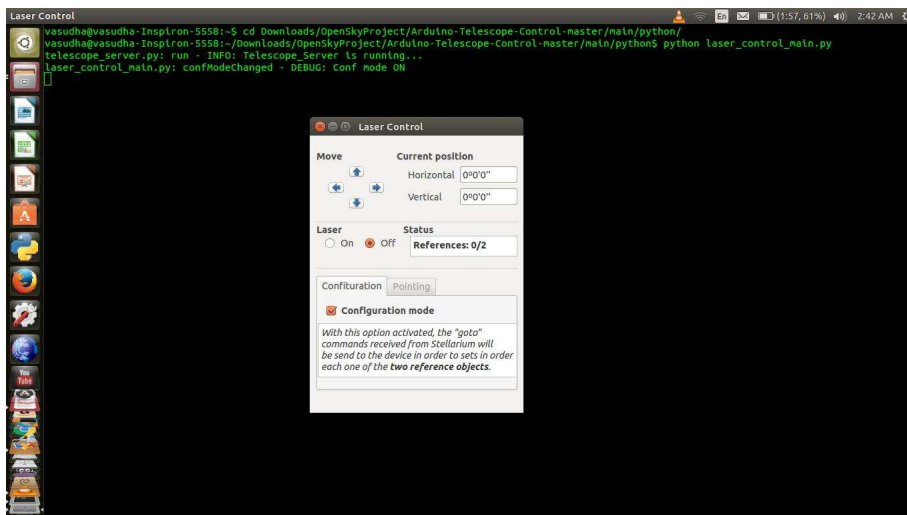 Laser Control
En
(1:57, 61%)
2:42 AM
vasudha@vasudha-Inspiron-5558:~$ cd Downloads/OpenSkyProject/Arduino-Telescope-Control-master/main/python/
vasudha@vasudha-Inspiron-5558:~/Downloads/OpenSkyProject/Arduino-Telescope-Control-master/main/python$ python laser_control_main.py
telescope_server.py: run - INFO: Telescope_Server is running...
laser_control_main.py: confModeChanged - DEBUG: Conf mode ON
Laser Control
Move
Current position
Horizontal 0º0'0''
Vertical 0º0'0''
Laser
Status
On Off References: 0/2
Confituration Pointing
Configuration mode
With this option activated, the "goto"
commands received from Stellarium will
be send to the device in order to sets in order
each one of the two reference objects.
You
Tube